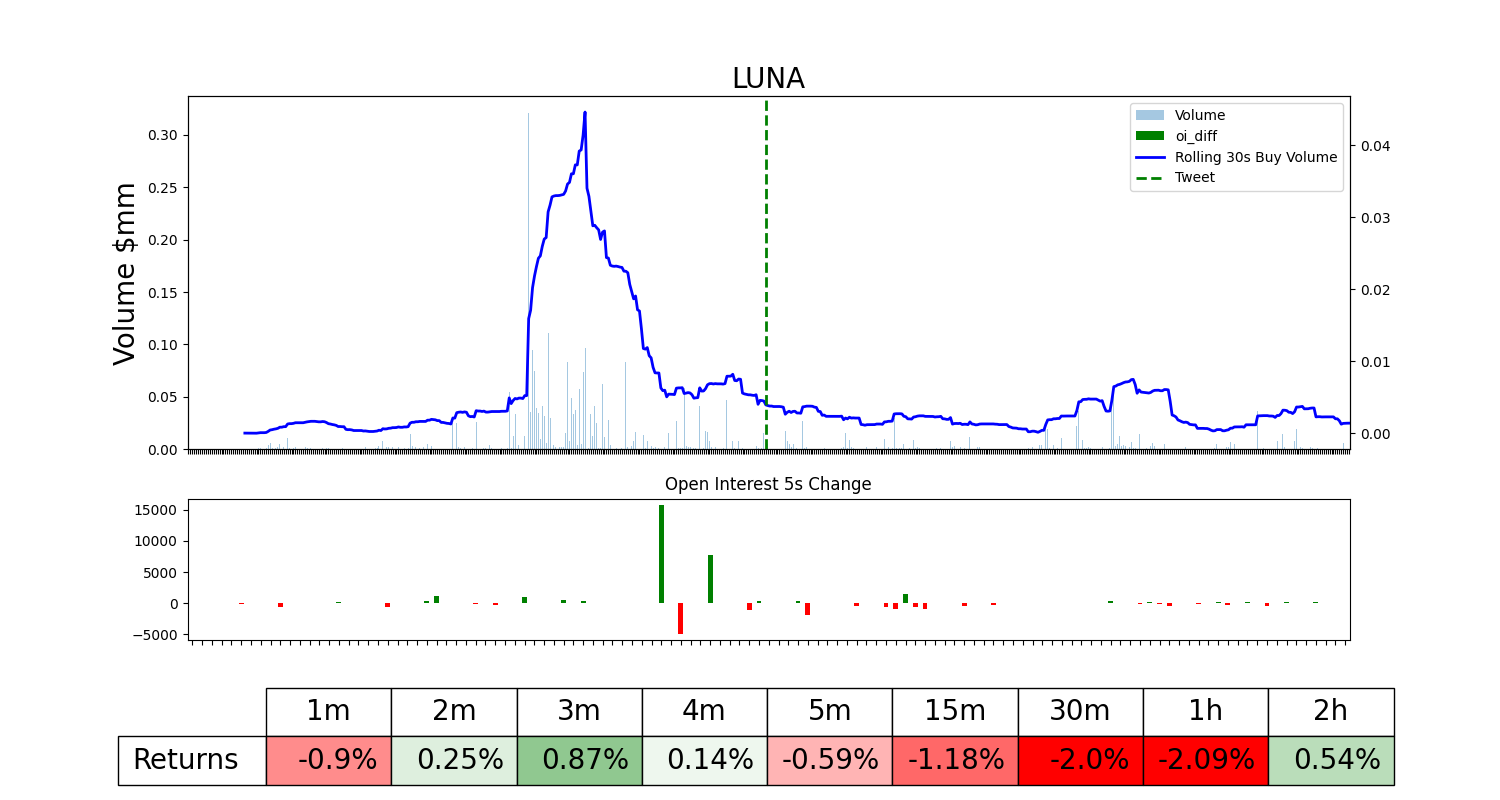 LUNA
Volume $mm
0.30
0.25
0.20
0.15
0.10
0.05
0.00
0.04
0.03
0.02
0.01
0.00
Volume
oi_diff
Rolling 30s Buy Volume
Tweet
Open Interest 5s Change
15000
10000
5000
0
−5000
1m 2m 3m 4m 5m 15m 30m 1h 2h
Returns -0.9% 0.25% 0.87% 0.14% -0.59% -1.18% -2.0% -2.09% 0.54%